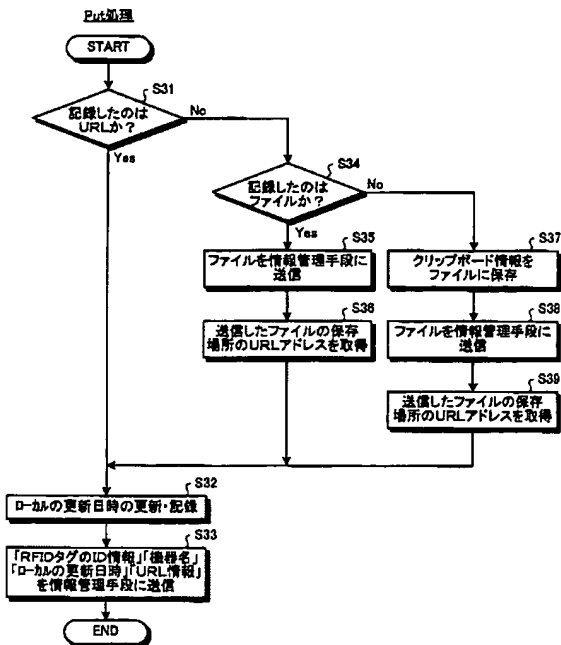 Put処理
START
S31
記録したのは
URLか？
No
Yes
S34
記録したのは
ファイルか？
No
Yes
S35
ファイルを情報管理手段に
送信
S36
送信したファイルの保存
場所のURLアドレスを取得
S37
クリップボード情報を
ファイルに保存
S38
ファイルを情報管理手段に
送信
S39
送信したファイルの保存
場所のURLアドレスを取得
S32
ローカルの更新日時の更新・記録
S33
「RFIDタグのID情報」「機器名」
「ローカルの更新日時」「URL情報」
を情報管理手段に送信
END